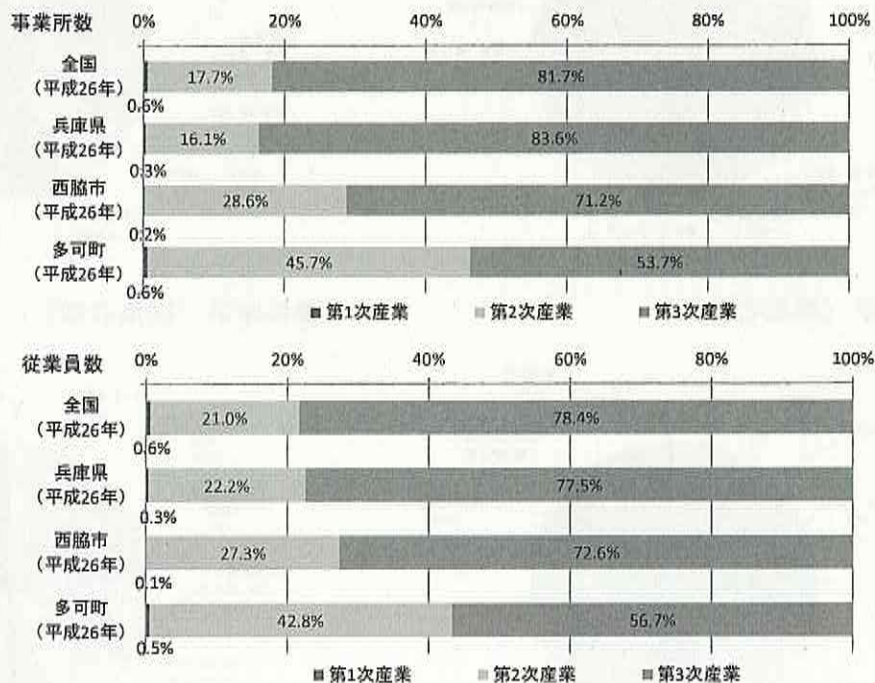 事業所数
0% 20% 40% 60% 80% 100%
全国
(平成26年)
17.7% 81.7%
0.6%
兵庫県
(平成26年)
16.1% 83.6%
0.3%
西脇市
(平成26年)
28.6% 71.2%
0.2%
多可町
(平成26年)
45.7% 53.7%
0.6%
■第1次産業 ■第2次産業 ■第3次産業
従業員数
0% 20% 40% 60% 80% 100%
全国
(平成26年)
21.0% 78.4%
0.6%
兵庫県
(平成26年)
22.2% 77.5%
0.3%
西脇市
(平成26年)
27.3% 72.6%
0.1%
多可町
(平成26年)
42.8% 56.7%
0.5%
■第1次産業 ■第2次産業 ■第3次産業